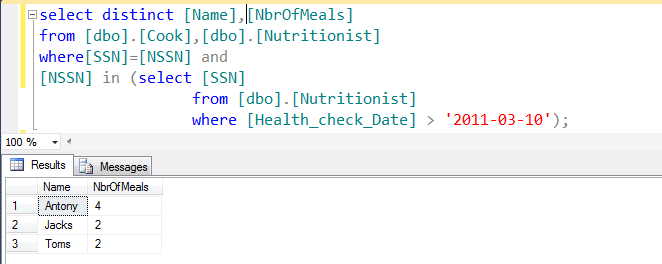 select distinct [Name],[NbrOfMeals]
from [dbo].[Cook],[dbo].[Nutritionist]
where[SSN]=[NSSN] and
[NSSN] in (select [SSN]
from [dbo].[Nutritionist]
where [Health_check_Date] > '2011-03-10');
100 %
Results Messages
Name NbrOfMeals
1 Antony 4
2 Jacks 2
3 Toms 2